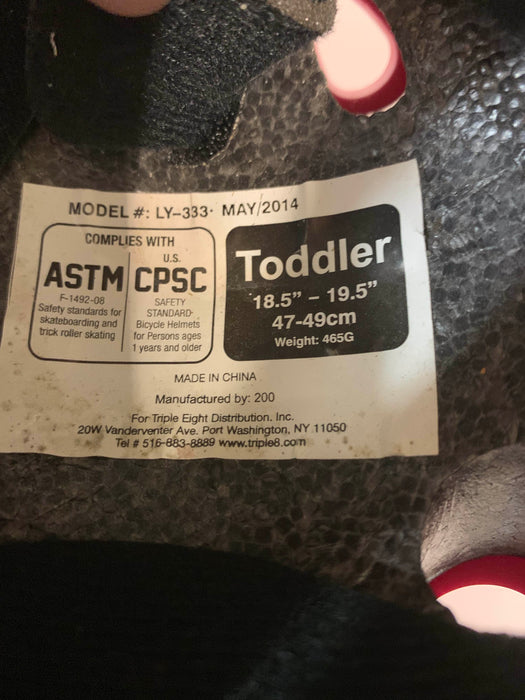 MODEL #: LY-333· MAY/2014
COMPLIES WITH
ASTM
F-1492-08
Safety standards for
skateboarding and
trick roller skating
U.S.
CPSC
SAFETY
STANDARD·
Bicycle Helmets
for Persons ages
1 years and older
Toddler
18.5” – 19.5”
47-49cm
Weight: 465G
MADE IN CHINA
Manufactured by: 200
For Triple Eight Distribution, Inc.
20W Vanderventer Ave. Port Washington, NY 11050
Tel # 516-883-8889 www.triple8.com